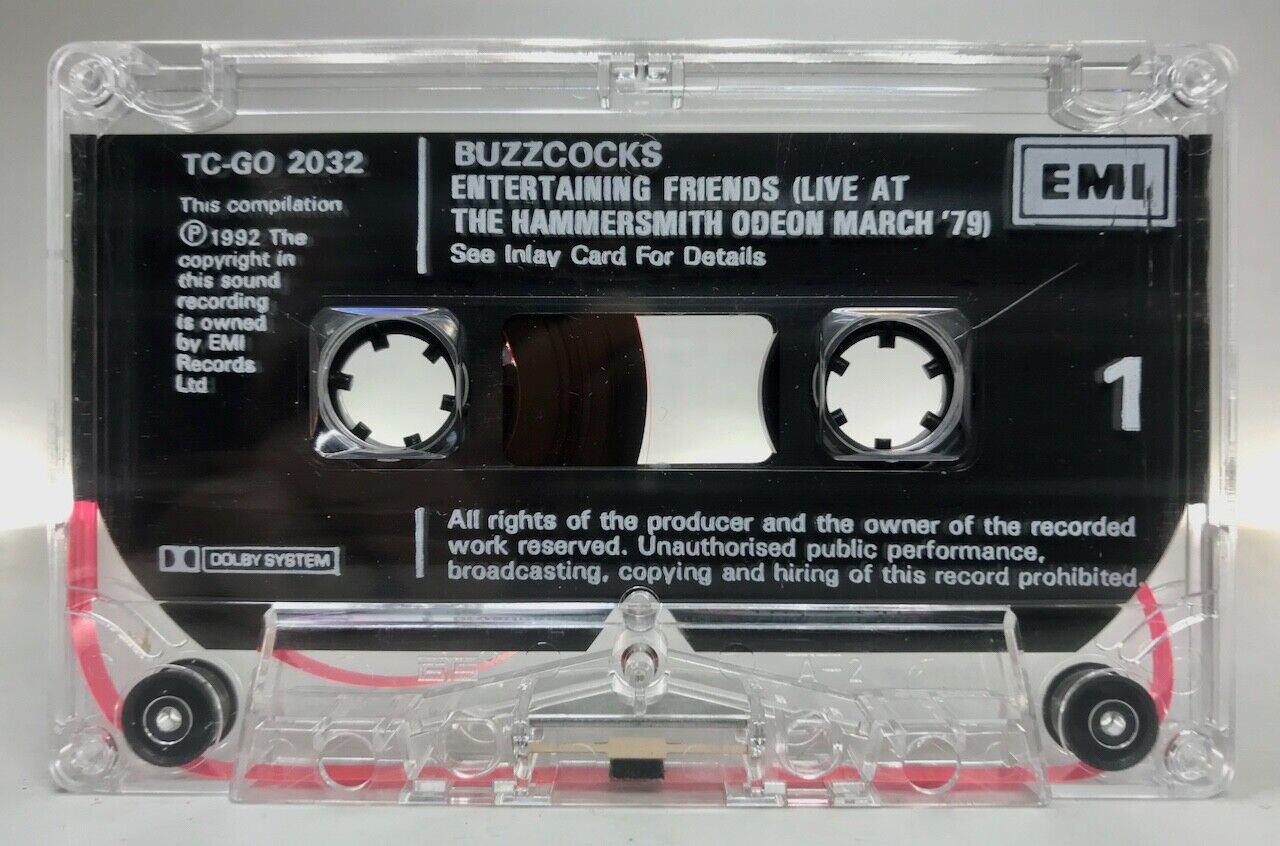 TC-GO 2032
This compilation
Ⓟ1992 The
copyright in
this sound
recording
is owned
by EMI
Records
Ltd
BUZZCOCKS
ENTERTAINING FRIENDS (LIVE AT
THE HAMMERSMITH ODEON MARCH '79)
See Inlay Card For Details
EMI
1
DOLBY SYSTEM
All rights of the producer and the owner of the recorded
work reserved. Unauthorised public performance,
broadcasting, copying and hiring of this record prohibited.
A 2